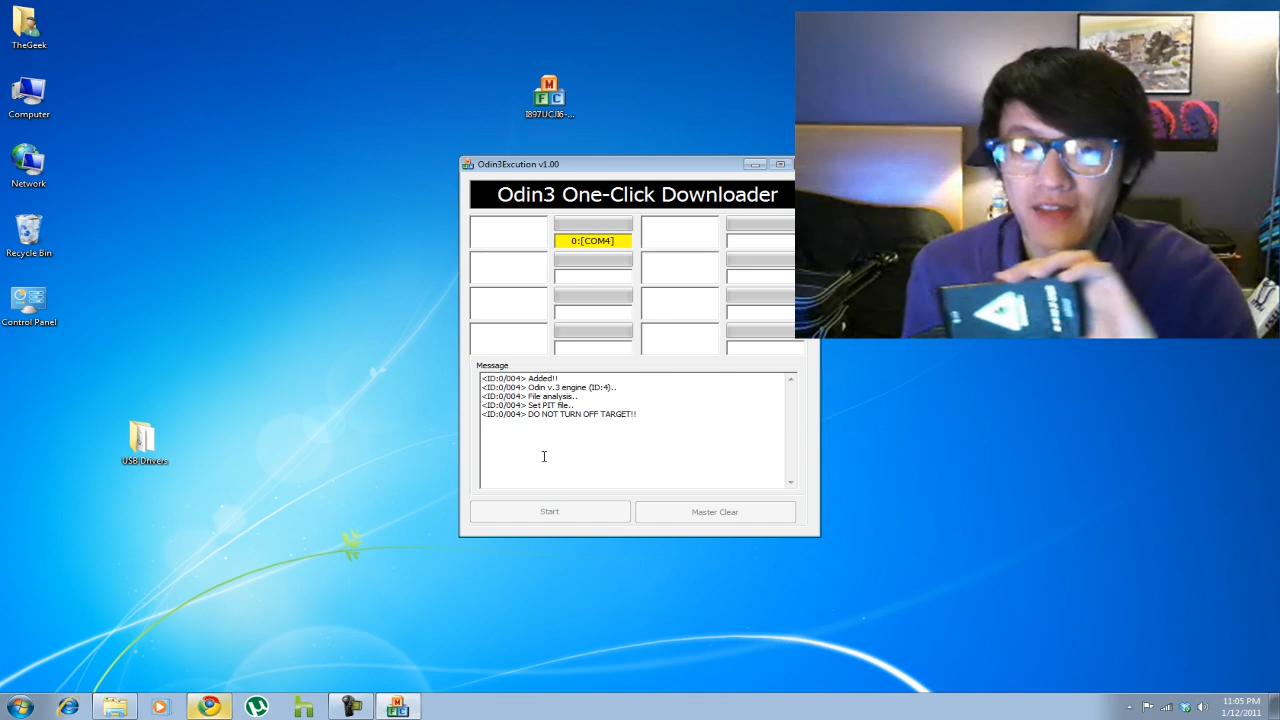 TheGeek
Computer
Network
Recycle Bin
Control Panel
USB Drivers
I897UCJI6-...
Odin3Excution v1.00
Odin3 One-Click Downloader
0:[COM4]
Message
<ID:0/004> Added!!
<ID:0/004> Odin v.3 engine (ID:4)..
<ID:0/004> File analysis..
<ID:0/004> Set PIT file..
<ID:0/004> DO NOT TURN OFF TARGET!!
Start
Master Clear
11:05 PM
1/12/2011